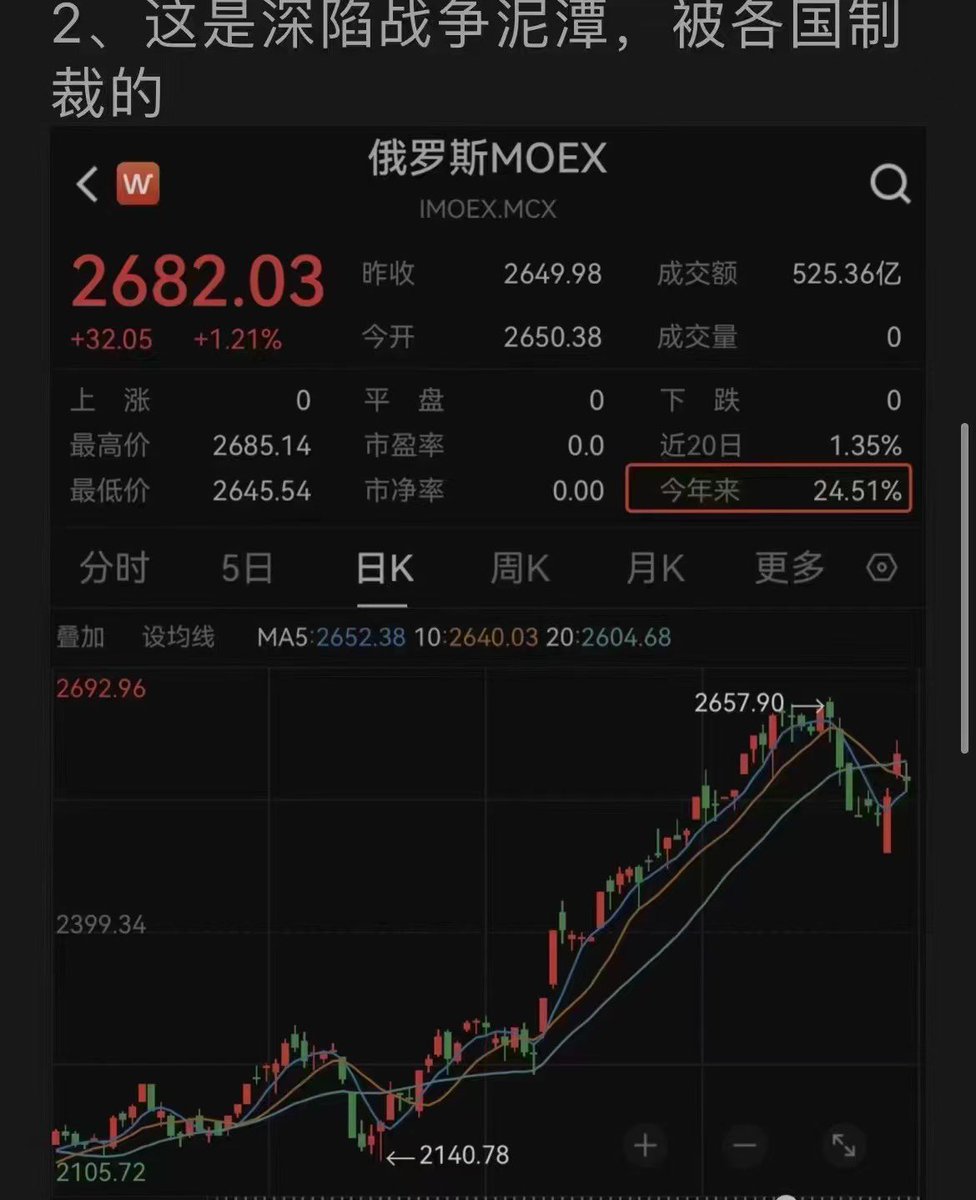 2、这是深陷战争泥潭，被各国制
裁的
W
俄罗斯MOEX
IMOEX.MCX
2682.03
+32.05 +1.21%
昨收 2649.98 成交额 525.36亿
今开 2650.38 成交量 0
上涨 0 平盘 0 下跌 0
最高价 2685.14 市盈率 0.0 近20日 1.35%
最低价 2645.54 市净率 0.00 今年来 24.51%
分时 5日 日K 周K 月K 更多
叠加 设均线 MA5:2652.38 10:2640.03 20:2604.68
2692.96
2657.90
2399.34
2140.78
2105.72